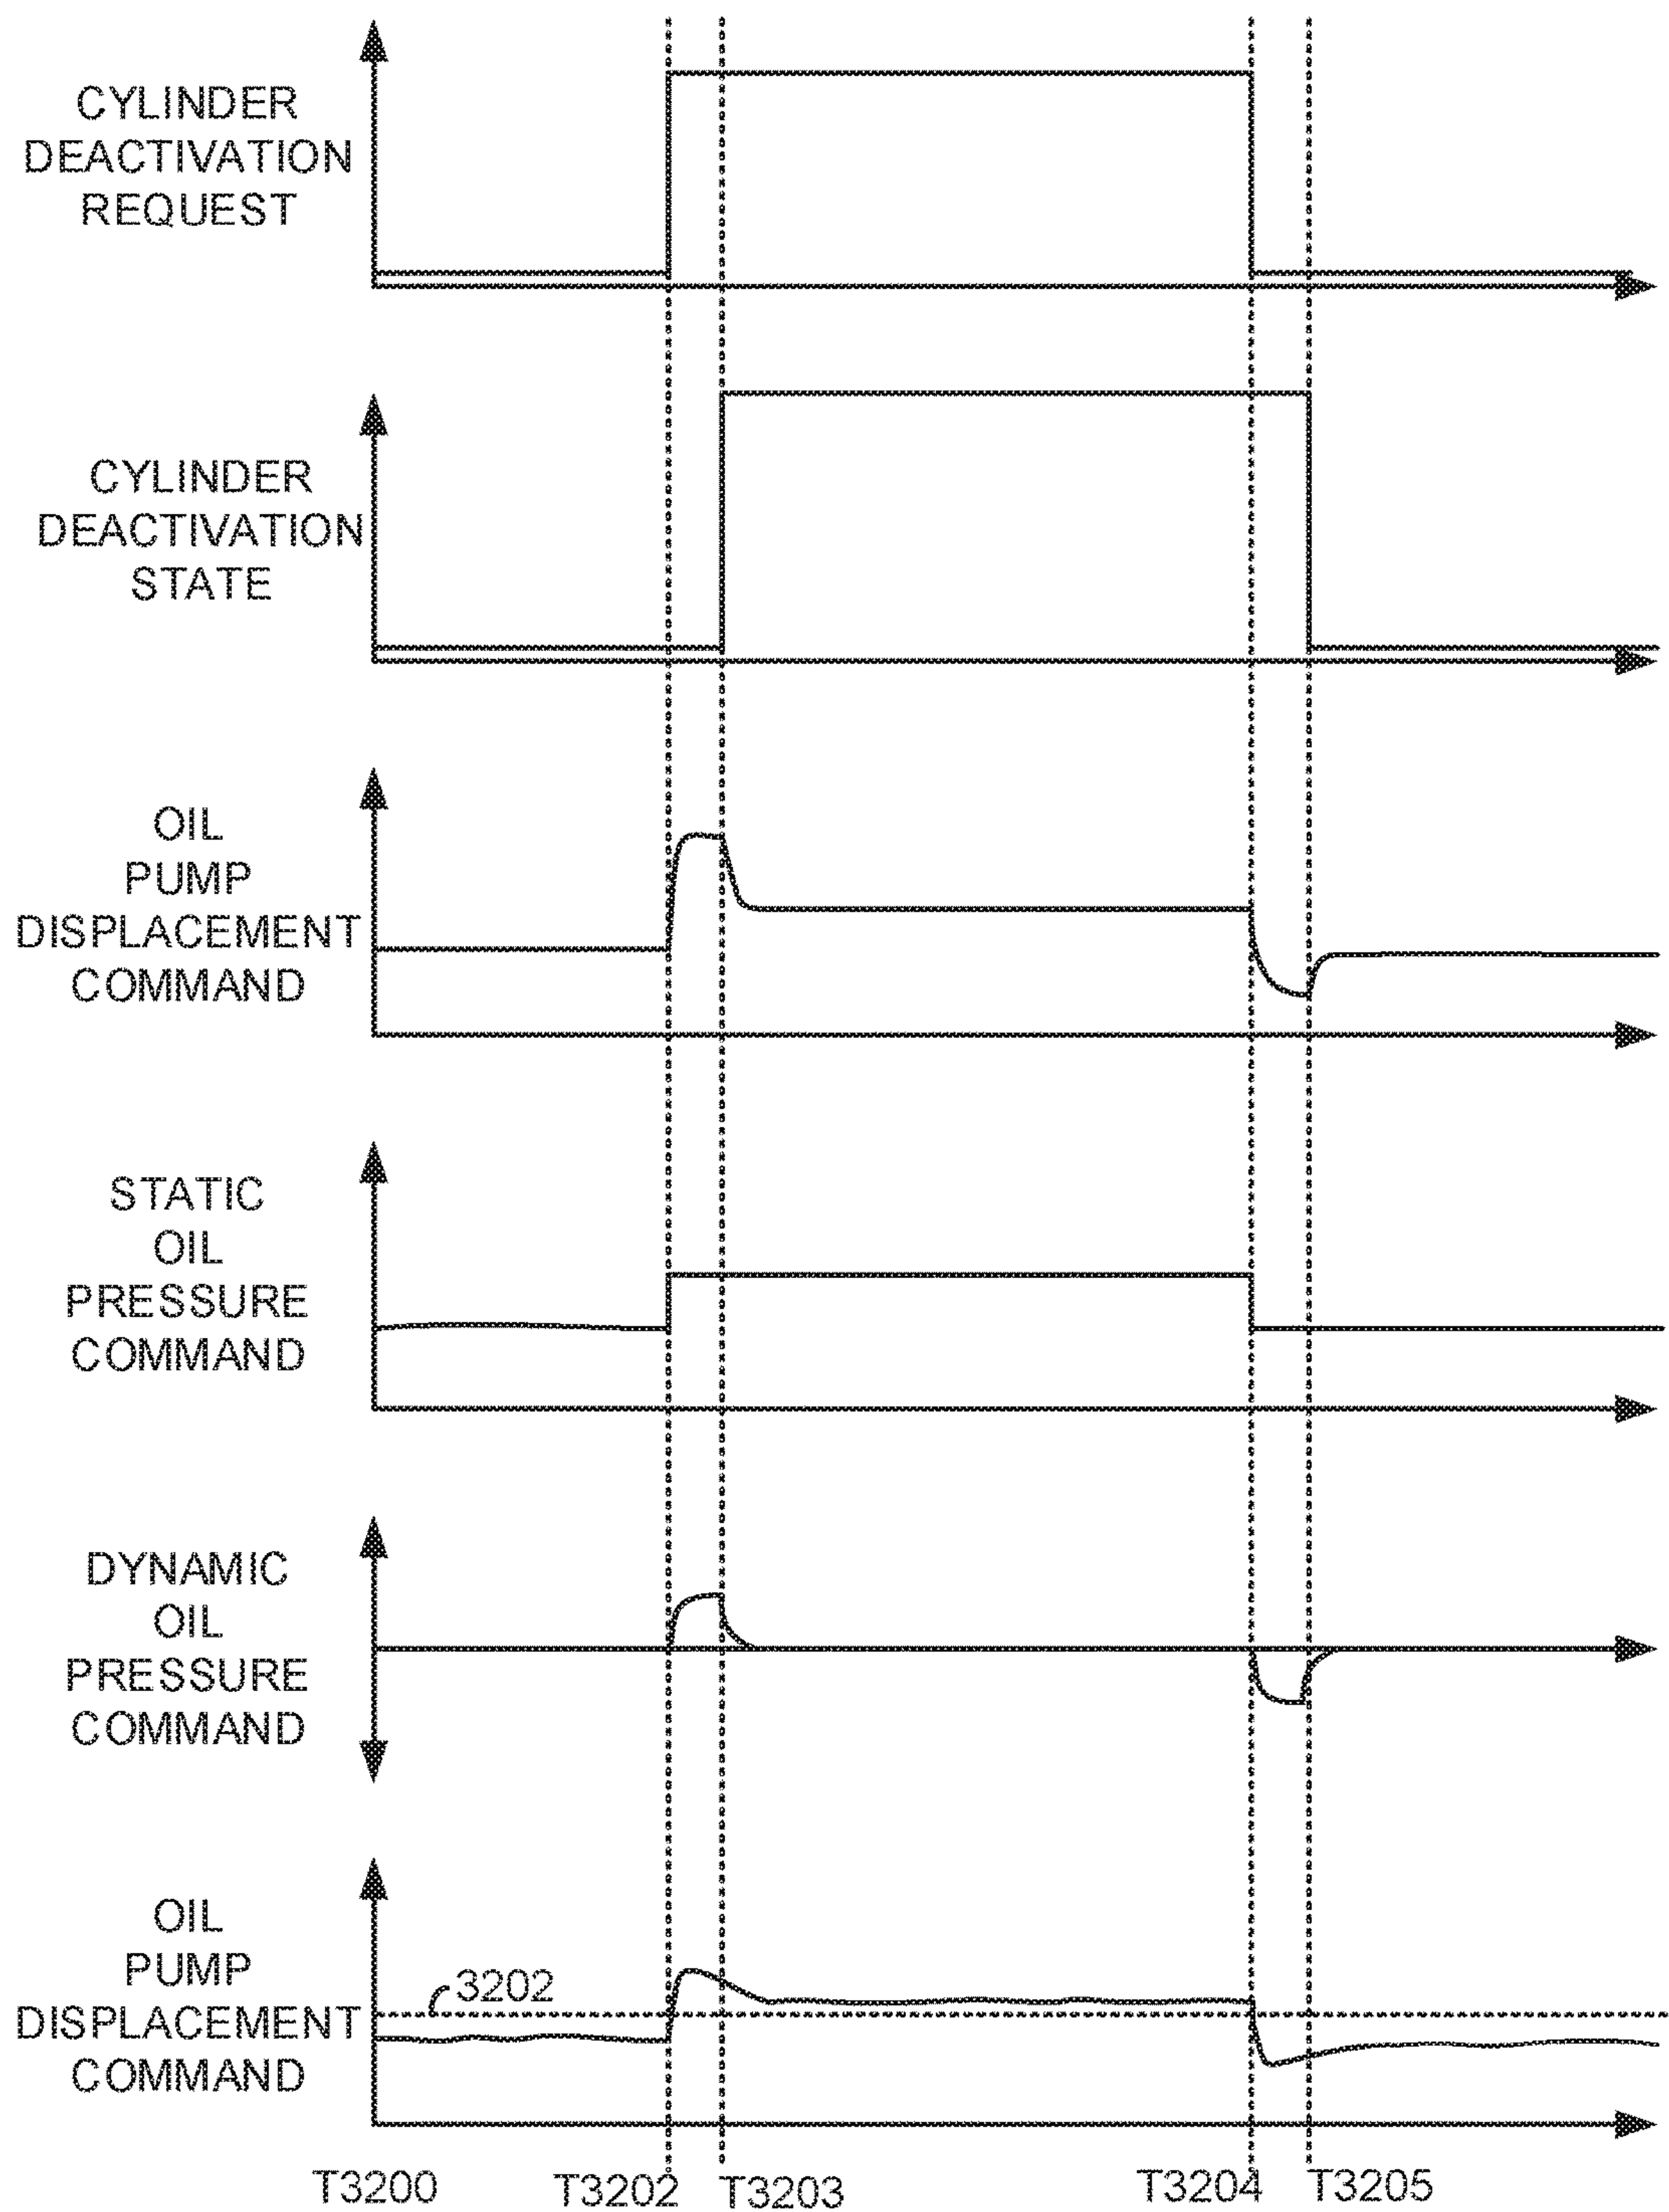 CYLINDER
DEACTIVATION
REQUEST
CYLINDER
DEACTIVATION
STATE
OIL
PUMP
DISPLACEMENT
COMMAND
STATIC
OIL
PRESSURE
COMMAND
DYNAMIC
OIL
PRESSURE
COMMAND
OIL
PUMP
DISPLACEMENT
COMMAND
3202
T3200 T3202 T3203 T3204 T3205